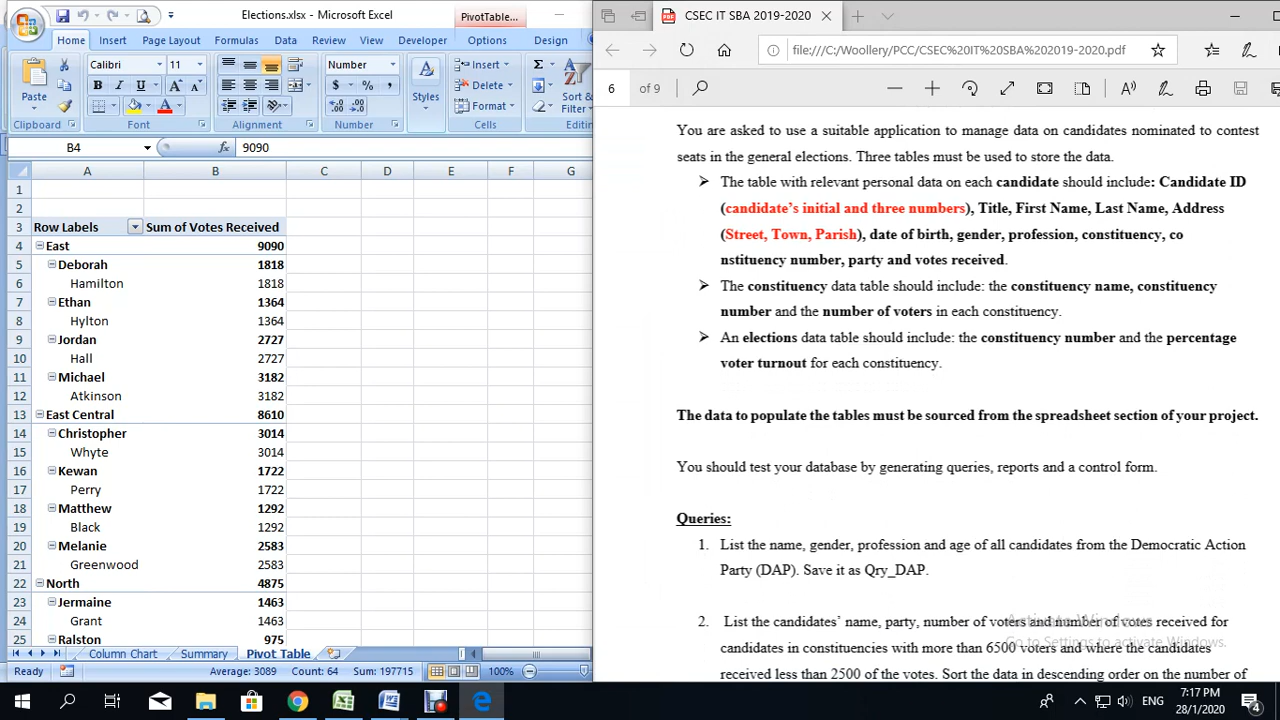 Elections.xlsx - Microsoft Excel
PivotTable...
Home Insert Page Layout Formulas Data Review View Developer Options Design
Calibri 11
Number
Insert
Delete
Format
Paste
Styles
Sort &
Filter
Clipboard Font Alignment Number Cells Editin
B4 fx 9090
A B C D E F G
1
2
3 Row Labels Sum of Votes Received
4 East 9090
5 Deborah 1818
6 Hamilton 1818
7 Ethan 1364
8 Hylton 1364
9 Jordan 2727
10 Hall 2727
11 Michael 3182
12 Atkinson 3182
13 East Central 8610
14 Christopher 3014
15 Whyte 3014
16 Kewan 1722
17 Perry 1722
18 Matthew 1292
19 Black 1292
20 Melanie 2583
21 Greenwood 2583
22 North 4875
23 Jermaine 1463
24 Grant 1463
25 Ralston 975
Column Chart Summary Pivot Table
Ready Average: 3089 Count: 64 Sum: 197715 100%
CSEC IT SBA 2019-2020
file:///C:/Woollery/PCC/CSEC%20IT%20SBA%202019-2020.pdf
6 of 9
You are asked to use a suitable application to manage data on candidates nominated to contest
seats in the general elections. Three tables must be used to store the data.
➤ The table with relevant personal data on each candidate should include: Candidate ID
(candidate's initial and three numbers), Title, First Name, Last Name, Address
(Street, Town, Parish), date of birth, gender, profession, constituency, co
nstituency number, party and votes received.
➤ The constituency data table should include: the constituency name, constituency
number and the number of voters in each constituency.
➤ An elections data table should include: the constituency number and the percentage
voter turnout for each constituency.
The data to populate the tables must be sourced from the spreadsheet section of your project.
You should test your database by generating queries, reports and a control form.
Queries:
1. List the name, gender, profession and age of all candidates from the Democratic Action
Party (DAP). Save it as Qry_DAP.
2. List the candidates' name, party, number of voters and number of votes received for
candidates in constituencies with more than 6500 voters and where the candidates
received less than 2500 of the votes. Sort the data in descending order on the number of
Activate Windows
Go to Settings to activate Windows.
ENG
7:17 PM
28/1/2020
4